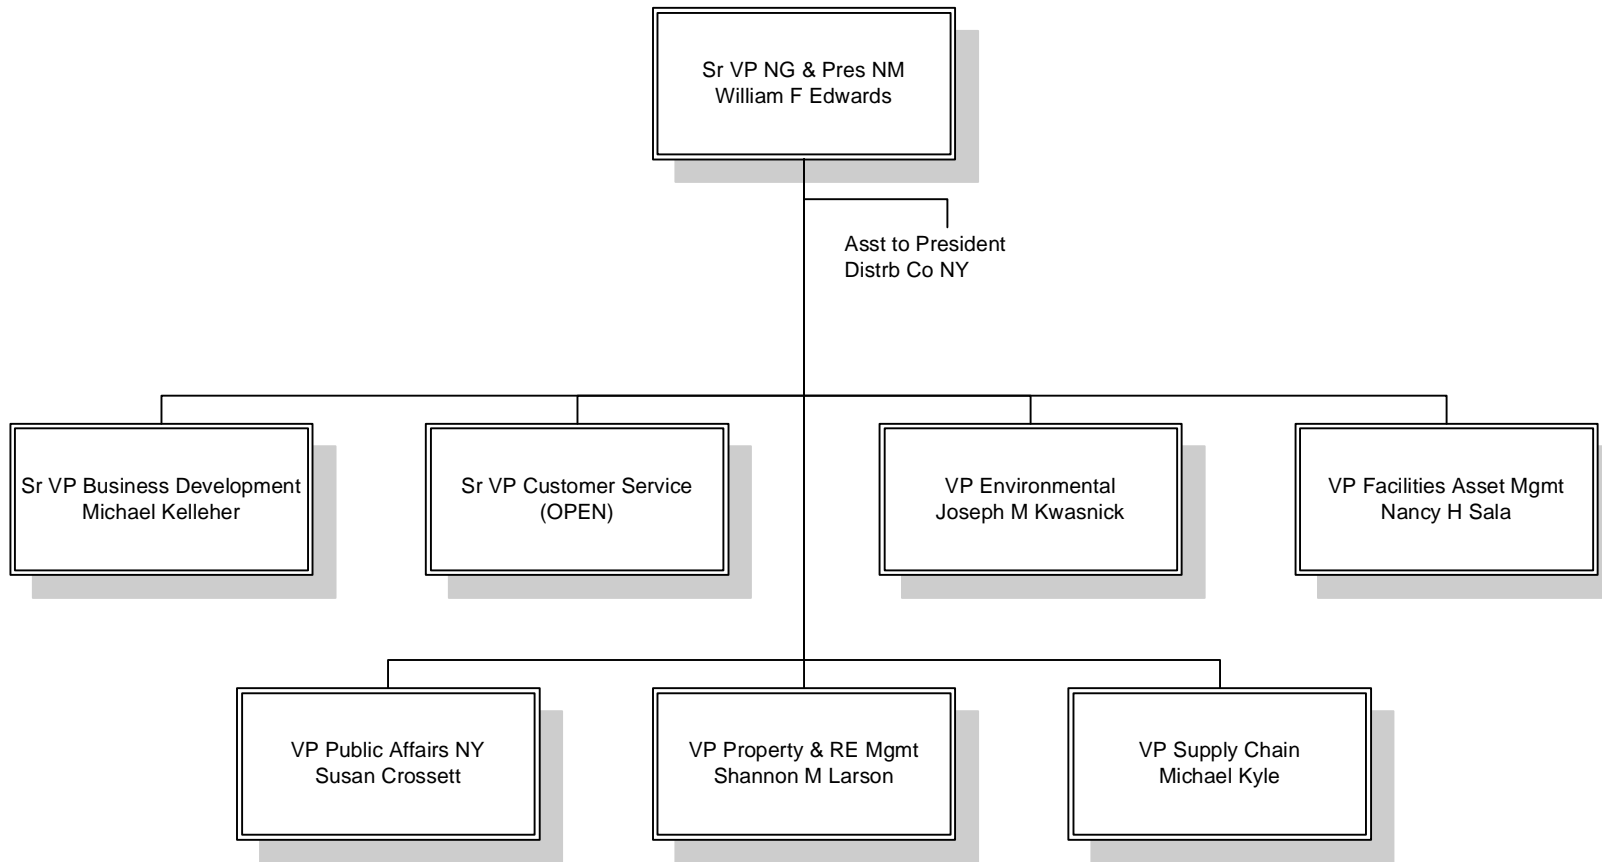 Sr VP NG & Pres NM
William F Edwards
Asst to President
Distrb Co NY
Sr VP Business Development
Michael Kelleher
Sr VP Customer Service
(OPEN)
VP Environmental
Joseph M Kwasnick
VP Facilities Asset Mgmt
Nancy H Sala
VP Public Affairs NY
Susan Crossett
VP Property & RE Mgmt
Shannon M Larson
VP Supply Chain
Michael Kyle